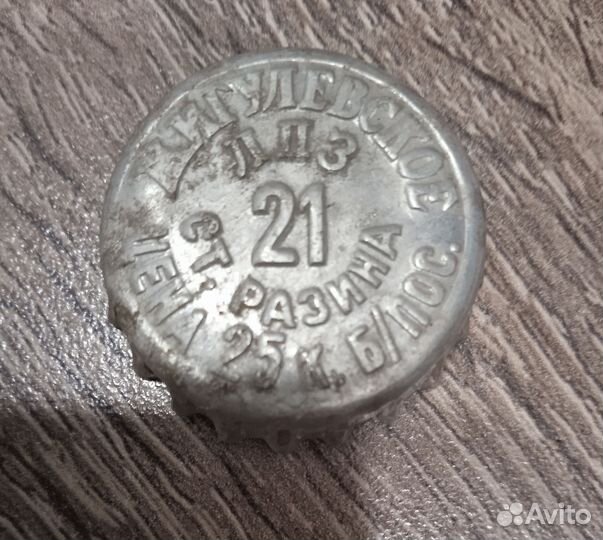 ЖИГУЛЕВСКОЕ
ЛПЗ
21
СТ. РАЗИНА
ЦЕНА 25 К. Б/ПОС.
Avito